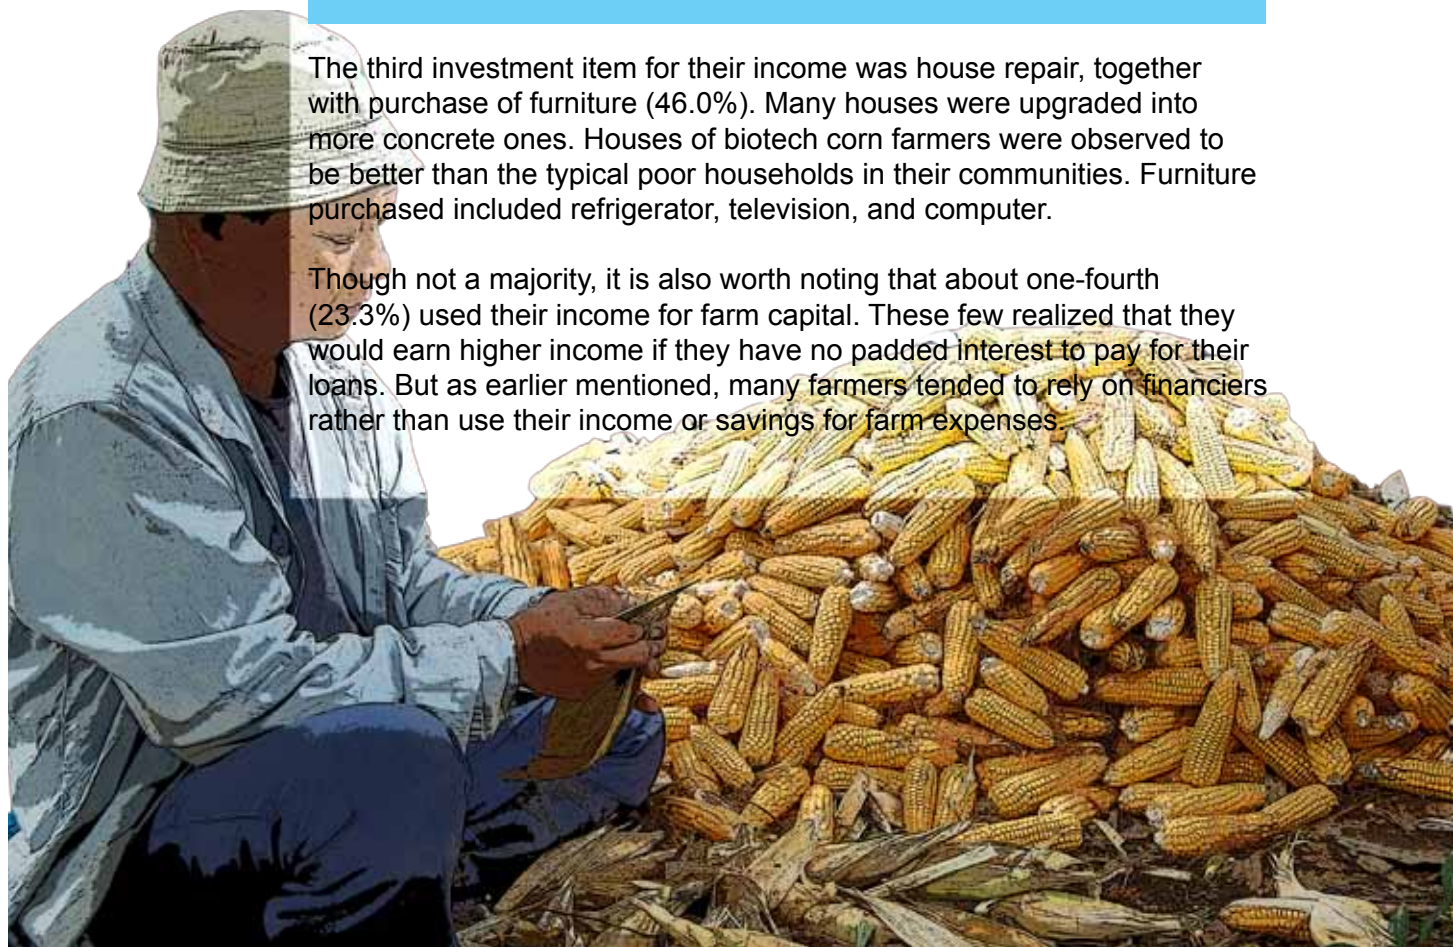 The third investment item for their income was house repair, together
with purchase of furniture (46.0%). Many houses were upgraded into
more concrete ones. Houses of biotech corn farmers were observed to
be better than the typical poor households in their communities. Furniture
purchased included refrigerator, television, and computer.
Though not a majority, it is also worth noting that about one-fourth
(23.3%) used their income for farm capital. These few realized that they
would earn higher income if they have no padded interest to pay for their
loans. But as earlier mentioned, many farmers tended to rely on financiers
rather than use their income or savings for farm expenses.